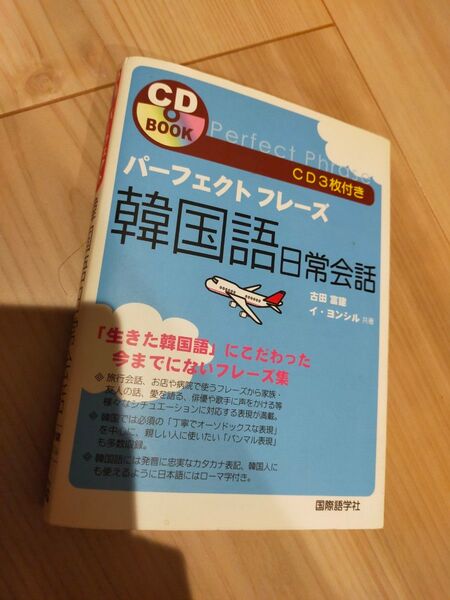 CD
BOOK
Perfect Phrase
CD3枚付き
パーフェクトフレーズ
韓国語日常会話
古田 富建
イ・ヨンシル 共著
「生きた韓国語」にこだわった
今までにないフレーズ集
旅行会話、お店や病院で使うフレーズから家族・
友人の話、愛を語る、俳優や歌手に声をかける等
様々なシチュエーションに対応する表現が満載。
韓国では必須の「丁寧でオーソドックスな表現」
を中心に、親しい人に使いたい「パンマル表現」
も多数収録。
韓国語には発音に忠実なカタカナ表記、韓国人に
も使えるように日本語にはローマ字付き。
国際語学社